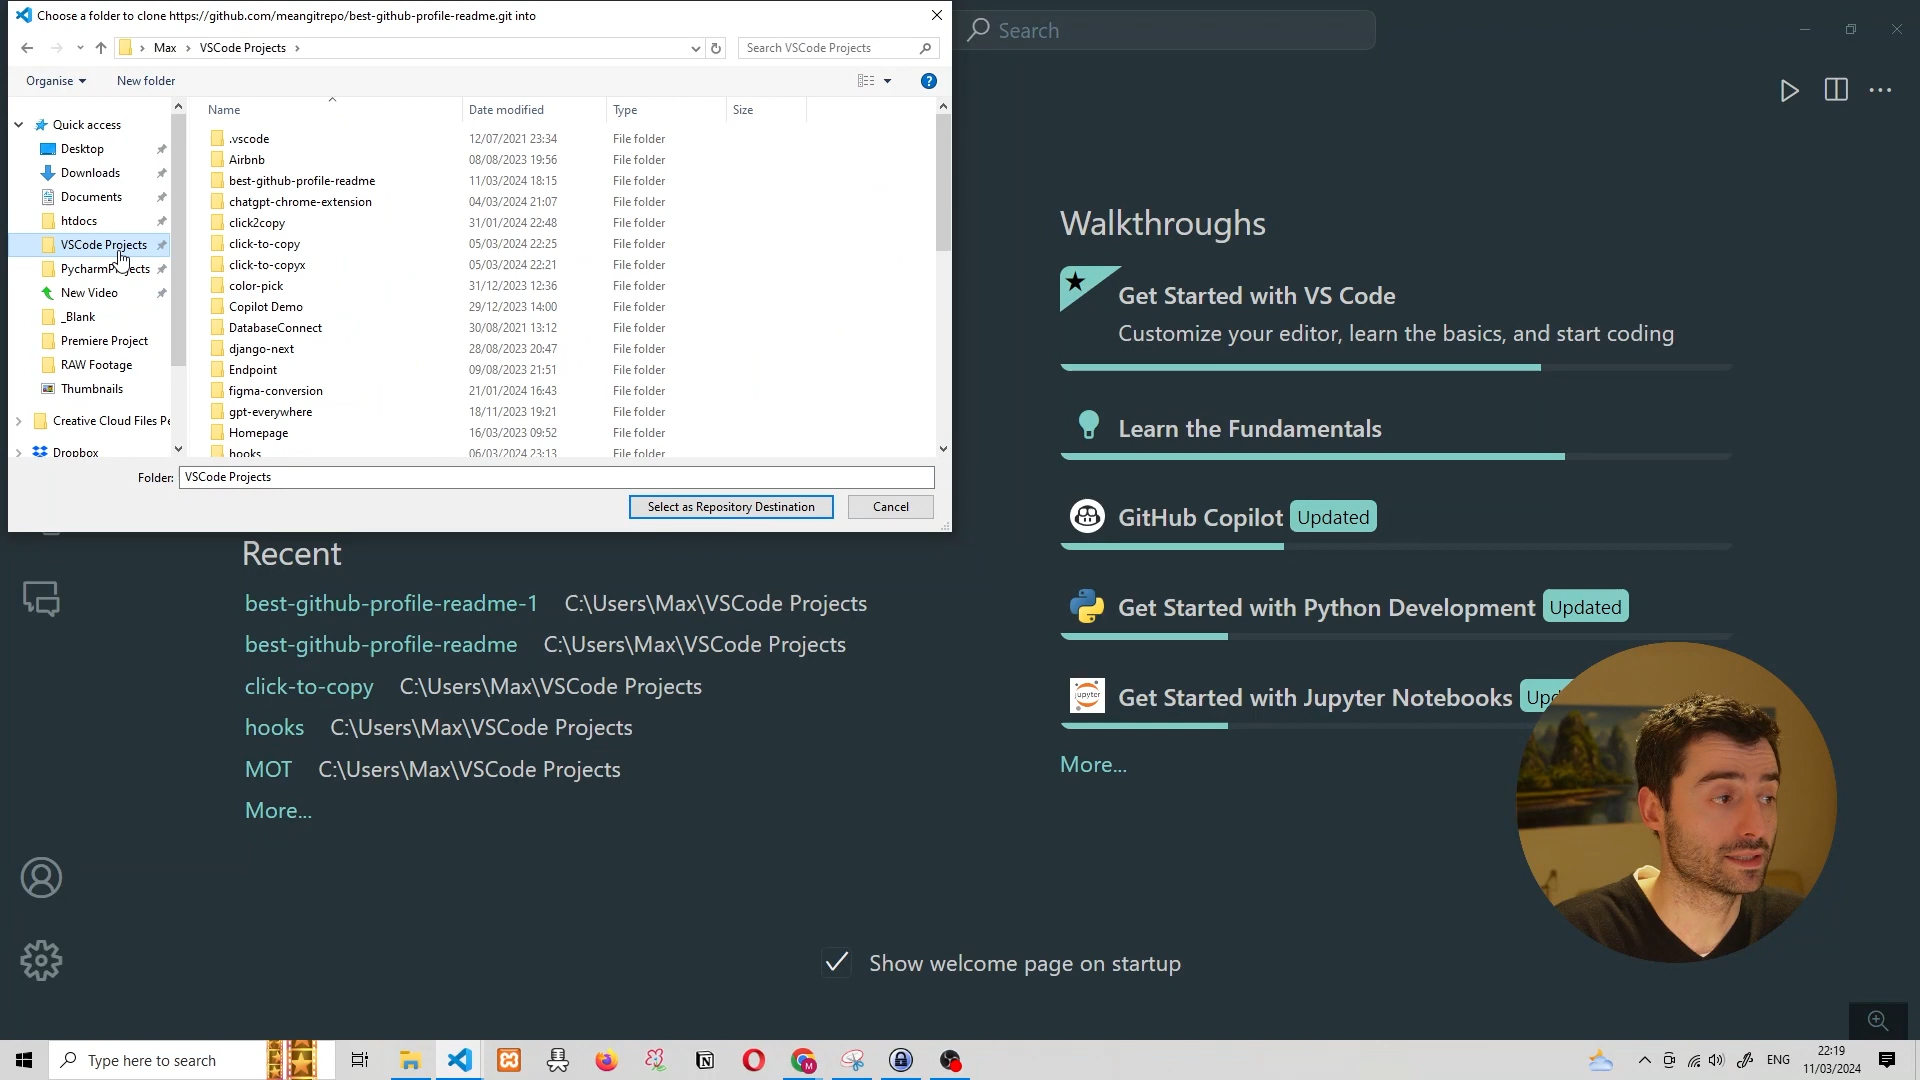 Choose a folder to clone https://github.com/meangitrepo/best-github-profile-readme.git into
Max > VSCode Projects >
Search VSCode Projects
Search
Organise
New folder
Name
Date modified
Type
Size
Quick access
Desktop
Downloads
Documents
htdocs
VSCode Projects
New Video
_Blank
Premiere Project
RAW Footage
Thumbnails
Creative Cloud Files
Dropbox
.vscode 12/07/2021 23:34 File folder
Airbnb 08/08/2023 19:56 File folder
best-github-profile-readme 11/03/2024 18:15 File folder
chatgpt-chrome-extension 04/03/2024 21:07 File folder
click2copy 31/01/2024 22:48 File folder
click-to-copy 05/03/2024 22:25 File folder
click-to-copyx 05/03/2024 22:21 File folder
color-pick 31/12/2023 12:36 File folder
Copilot Demo 29/12/2023 14:00 File folder
DatabaseConnect 30/08/2021 13:12 File folder
django-next 28/08/2023 20:47 File folder
Endpoint 09/08/2023 21:51 File folder
figma-conversion 21/01/2024 16:43 File folder
gpt-everywhere 18/11/2023 19:21 File folder
Homepage 16/03/2023 09:52 File folder
hooks 06/03/2024 23:13 File folder
Folder: VSCode Projects
Select as Repository Destination
Cancel
Recent
best-github-profile-readme-1 C:\Users\Max\VSCode Projects
best-github-profile-readme C:\Users\Max\VSCode Projects
click-to-copy C:\Users\Max\VSCode Projects
hooks C:\Users\Max\VSCode Projects
MOT C:\Users\Max\VSCode Projects
More...
Walkthroughs
Get Started with VS Code
Customize your editor, learn the basics, and start coding
Learn the Fundamentals
GitHub Copilot Updated
Get Started with Python Development Updated
Get Started with Jupyter Notebooks
More...
Show welcome page on startup
Type here to search
ENG
22:19
11/03/2024